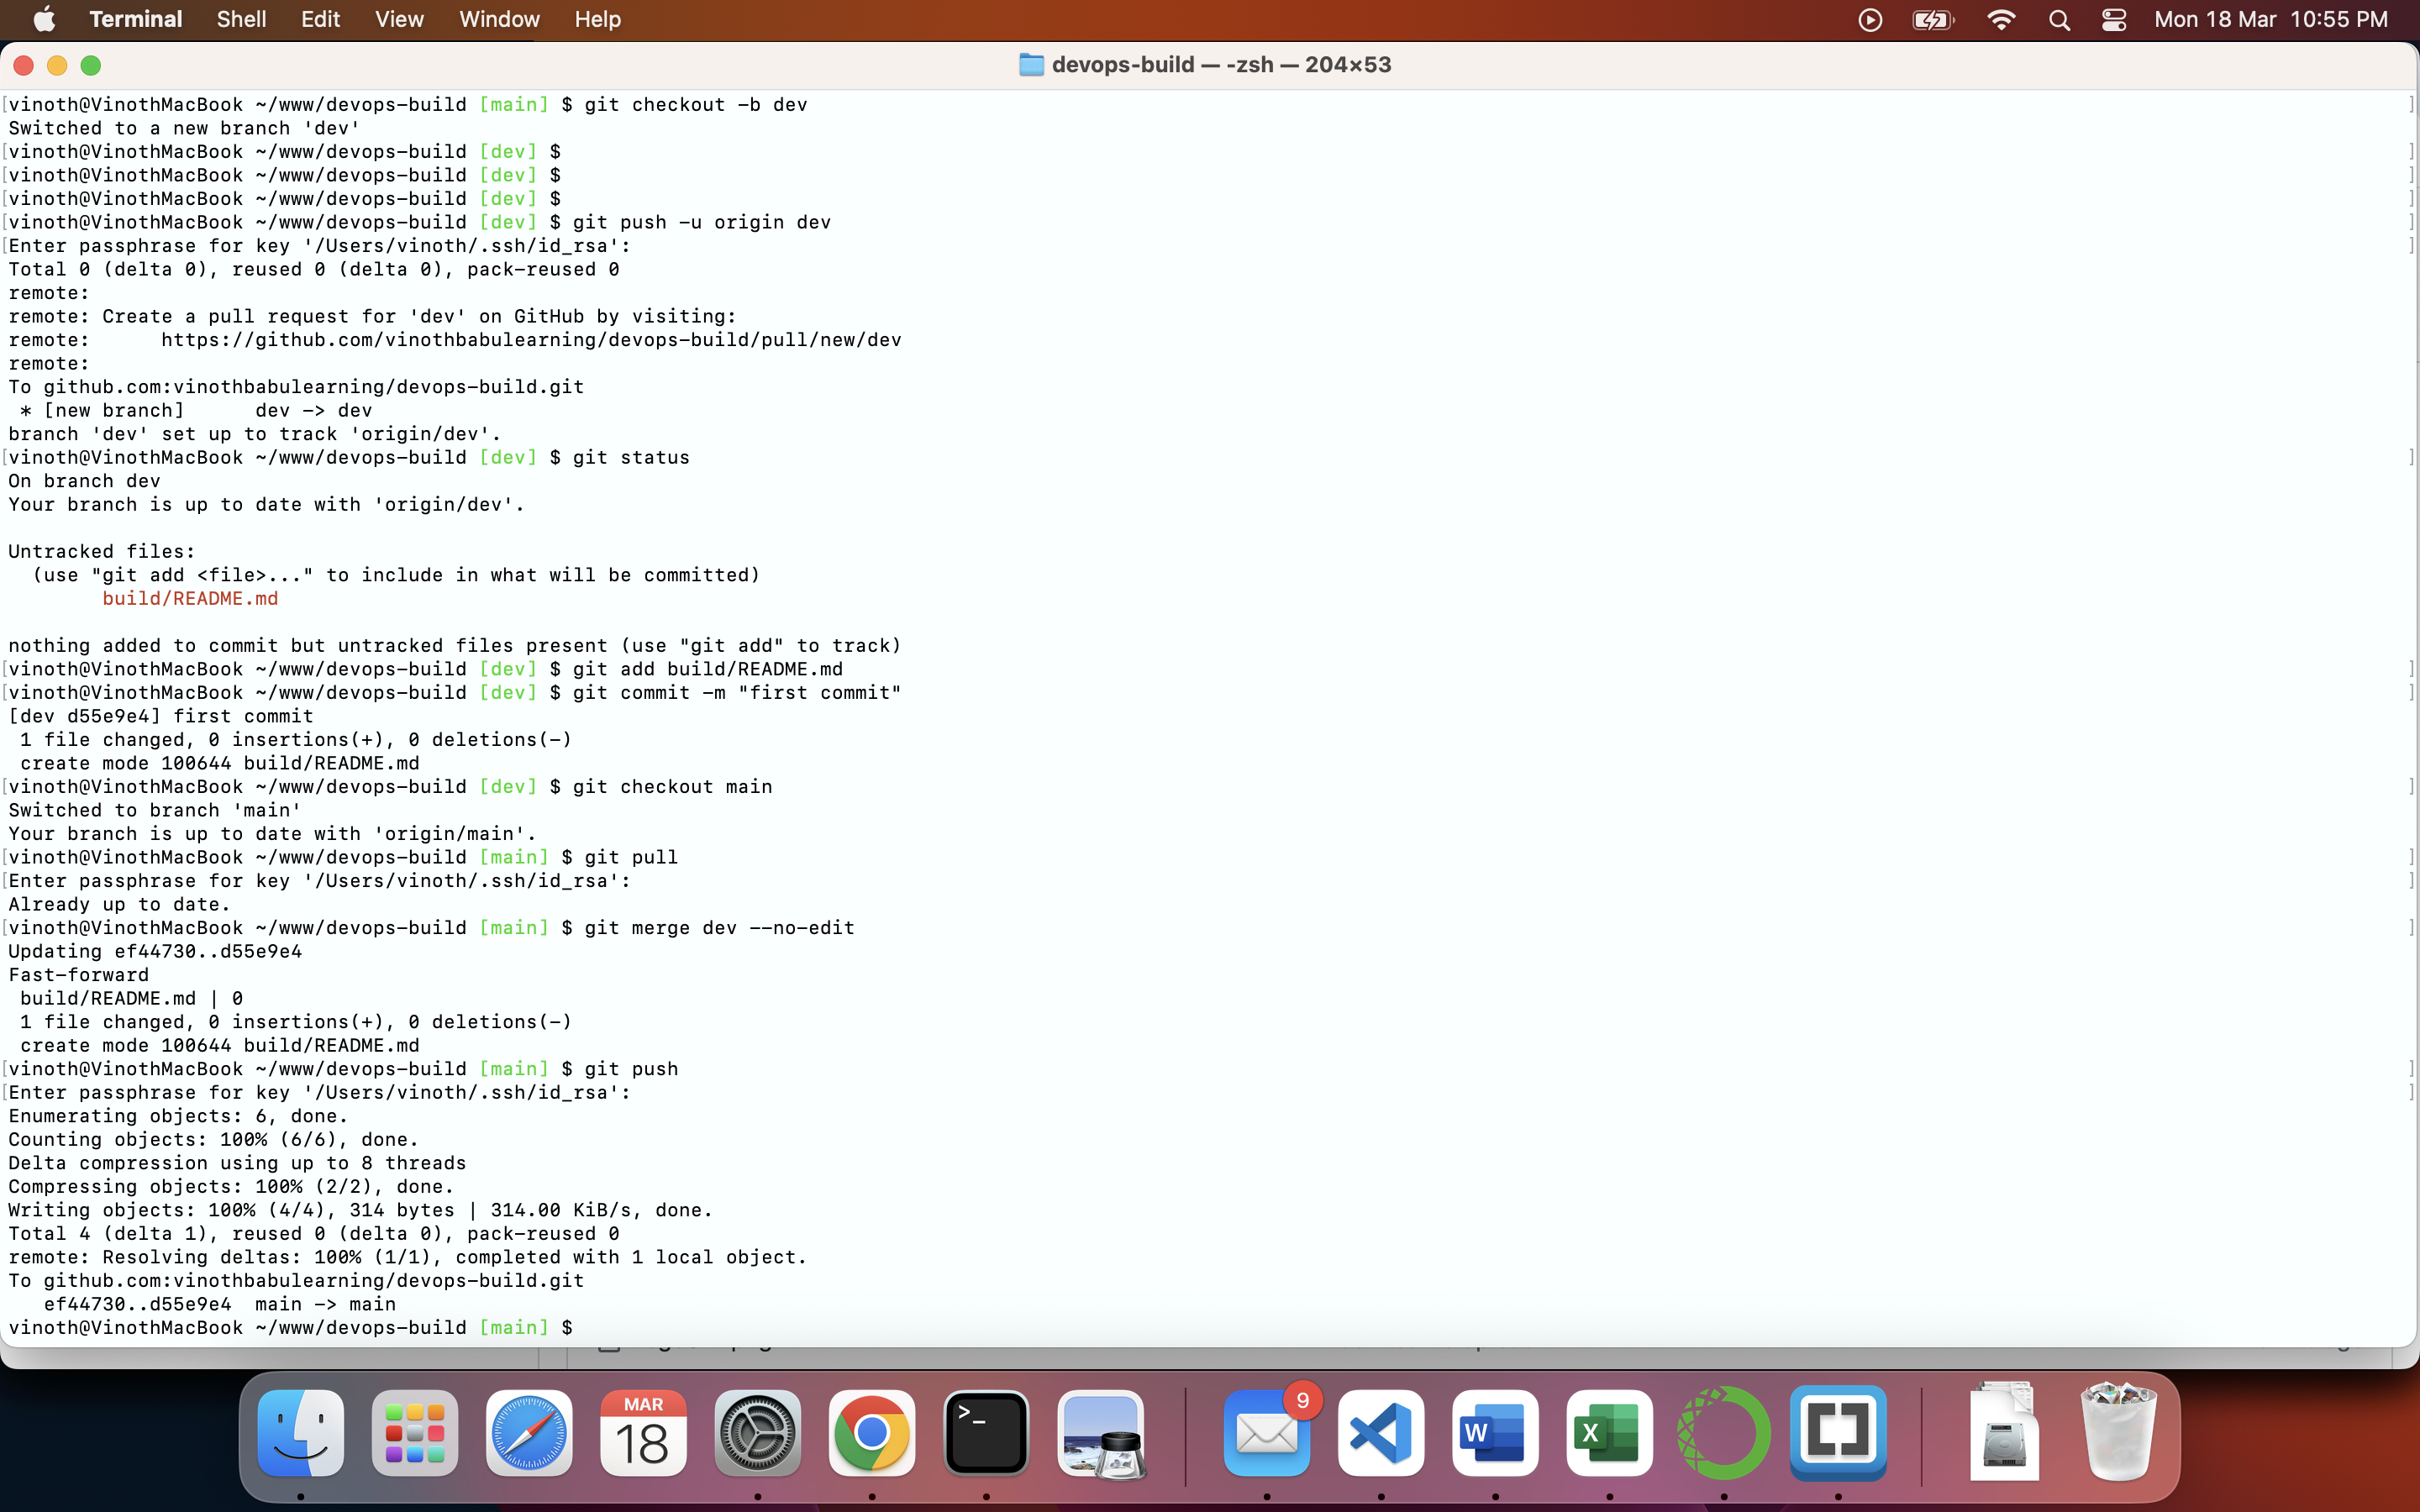 Terminal Shell Edit View Window Help Mon 18 Mar 10:55 PM
devops-build — -zsh — 204×53
[vinoth@VinothMacBook ~/www/devops-build [main] $ git checkout -b dev ]
Switched to a new branch 'dev'
[vinoth@VinothMacBook ~/www/devops-build [dev] $ ]
[vinoth@VinothMacBook ~/www/devops-build [dev] $ ]
[vinoth@VinothMacBook ~/www/devops-build [dev] $ ]
[vinoth@VinothMacBook ~/www/devops-build [dev] $ git push -u origin dev ]
[Enter passphrase for key '/Users/vinoth/.ssh/id_rsa': ]
Total 0 (delta 0), reused 0 (delta 0), pack-reused 0
remote:
remote: Create a pull request for 'dev' on GitHub by visiting:
remote:      https://github.com/vinothbabulearning/devops-build/pull/new/dev
remote:
To github.com:vinothbabulearning/devops-build.git
 * [new branch]      dev -> dev
branch 'dev' set up to track 'origin/dev'.
[vinoth@VinothMacBook ~/www/devops-build [dev] $ git status ]
On branch dev
Your branch is up to date with 'origin/dev'.
Untracked files:
  (use "git add <file>..." to include in what will be committed)
        build/README.md
nothing added to commit but untracked files present (use "git add" to track)
[vinoth@VinothMacBook ~/www/devops-build [dev] $ git add build/README.md ]
[vinoth@VinothMacBook ~/www/devops-build [dev] $ git commit -m "first commit" ]
[dev d55e9e4] first commit
 1 file changed, 0 insertions(+), 0 deletions(-)
 create mode 100644 build/README.md
[vinoth@VinothMacBook ~/www/devops-build [dev] $ git checkout main ]
Switched to branch 'main'
Your branch is up to date with 'origin/main'.
[vinoth@VinothMacBook ~/www/devops-build [main] $ git pull ]
[Enter passphrase for key '/Users/vinoth/.ssh/id_rsa': ]
Already up to date.
[vinoth@VinothMacBook ~/www/devops-build [main] $ git merge dev --no-edit ]
Updating ef44730..d55e9e4
Fast-forward
 build/README.md | 0
 1 file changed, 0 insertions(+), 0 deletions(-)
 create mode 100644 build/README.md
[vinoth@VinothMacBook ~/www/devops-build [main] $ git push ]
[Enter passphrase for key '/Users/vinoth/.ssh/id_rsa': ]
Enumerating objects: 6, done.
Counting objects: 100% (6/6), done.
Delta compression using up to 8 threads
Compressing objects: 100% (2/2), done.
Writing objects: 100% (4/4), 314 bytes | 314.00 KiB/s, done.
Total 4 (delta 1), reused 0 (delta 0), pack-reused 0
remote: Resolving deltas: 100% (1/1), completed with 1 local object.
To github.com:vinothbabulearning/devops-build.git
   ef44730..d55e9e4  main -> main
vinoth@VinothMacBook ~/www/devops-build [main] $
MAR
18
>_
9
W
X